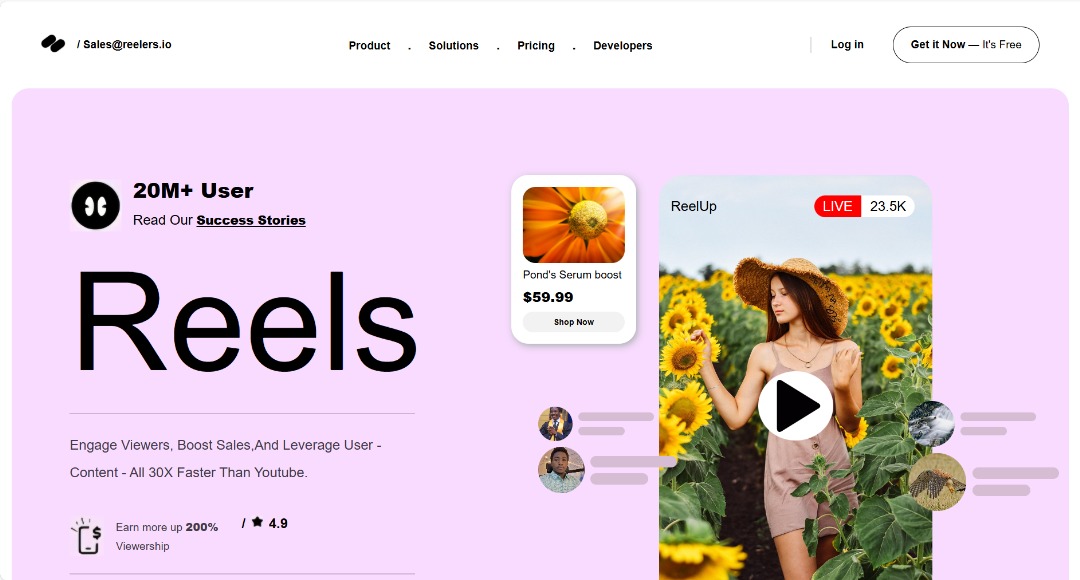 / Sales@reelers.io
Product . Solutions . Pricing . Developers
Log in
Get it Now — It's Free
20M+ User
Read Our Success Stories
Reels
Engage Viewers, Boost Sales,And Leverage User -
Content - All 30X Faster Than Youtube.
$
Earn more up 200%
Viewership
/ ★ 4.9
Pond's Serum boost
$59.99
Shop Now
ReelUp
LIVE 23.5K